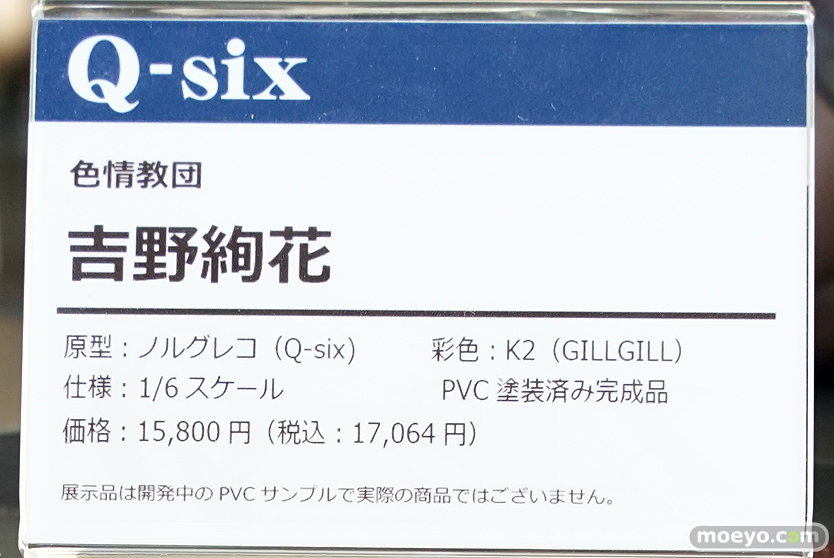 Q-six
色情教団
吉野絢花
原型：ノルグレコ（Q-six） 彩色：K2（GILLGILL）
仕様：1/6 スケール PVC 塗装済み完成品
価格：15,800 円（税込：17,064 円）
展示品は開発中の PVC サンプルで実際の商品ではございません。
moeyo.com